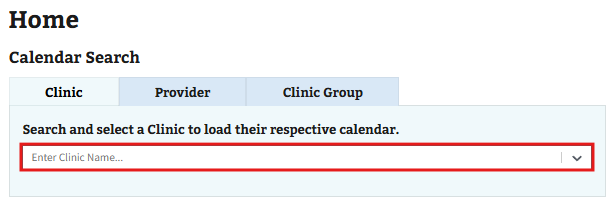 Home
Calendar Search
Clinic Provider Clinic Group
Search and select a Clinic to load their respective calendar.
Enter Clinic Name...